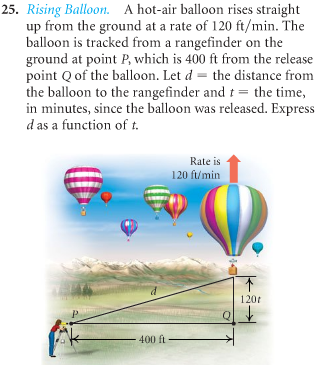 25. Rising Balloon. A hot-air balloon rises straight
up from the ground at a rate of 120 ft/min. The
balloon is tracked from a rangefinder on the
ground at point P, which is 400 ft from the release
point Q of the balloon. Let d = the distance from
the balloon to the rangefinder and t = the time,
in minutes, since the balloon was released. Express
d as a function of t.
Rate is
120 ft/min
d
120t
P
Q
400 ft